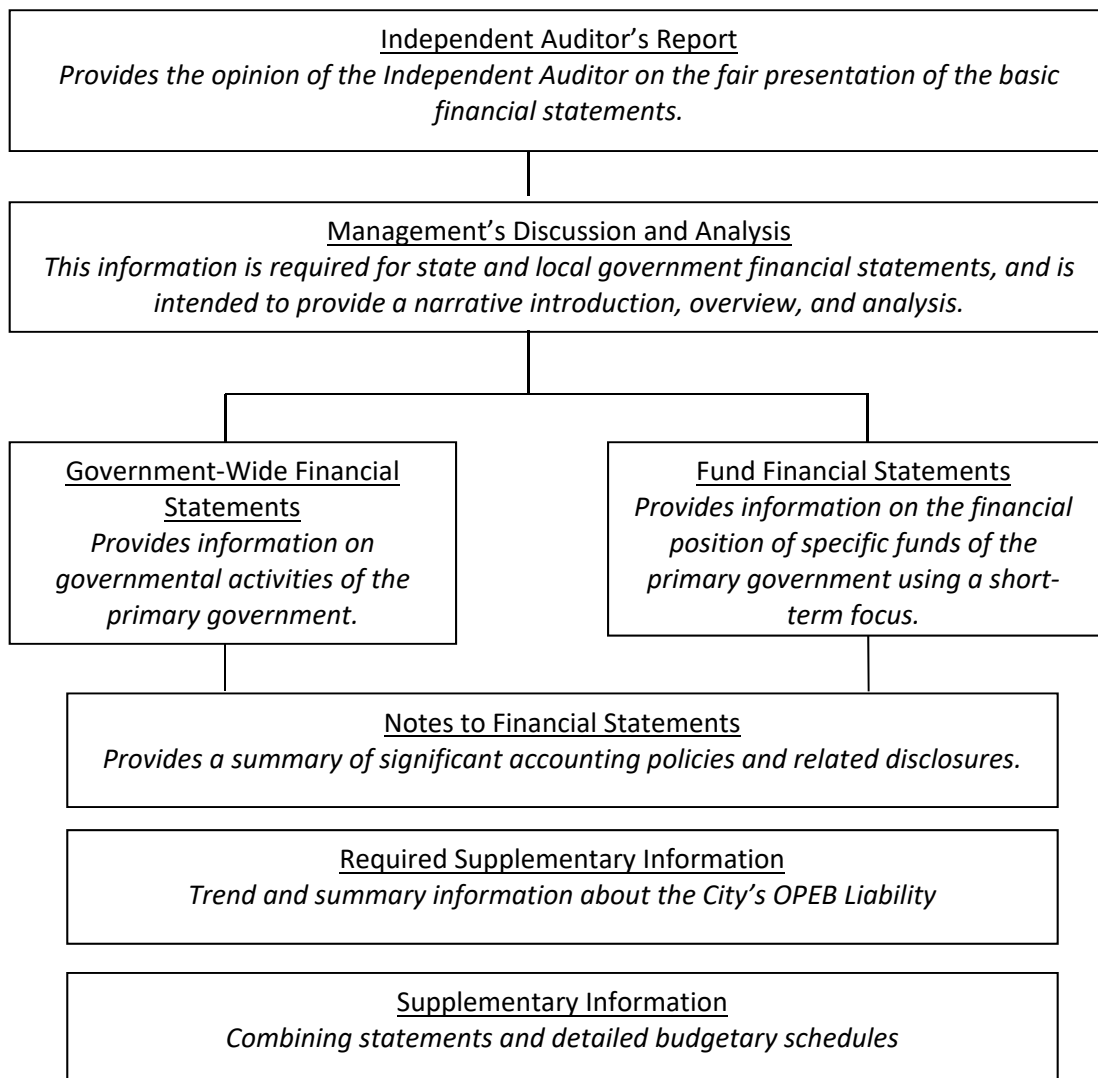 Independent Auditor’s Report
Provides the opinion of the Independent Auditor on the fair presentation of the basic
financial statements.
Management’s Discussion and Analysis
This information is required for state and local government financial statements, and is
intended to provide a narrative introduction, overview, and analysis.
Government-Wide Financial
Statements
Provides information on
governmental activities of the
primary government.
Fund Financial Statements
Provides information on the financial
position of specific funds of the
primary government using a short-
term focus.
Notes to Financial Statements
Provides a summary of significant accounting policies and related disclosures.
Required Supplementary Information
Trend and summary information about the City’s OPEB Liability
Supplementary Information
Combining statements and detailed budgetary schedules